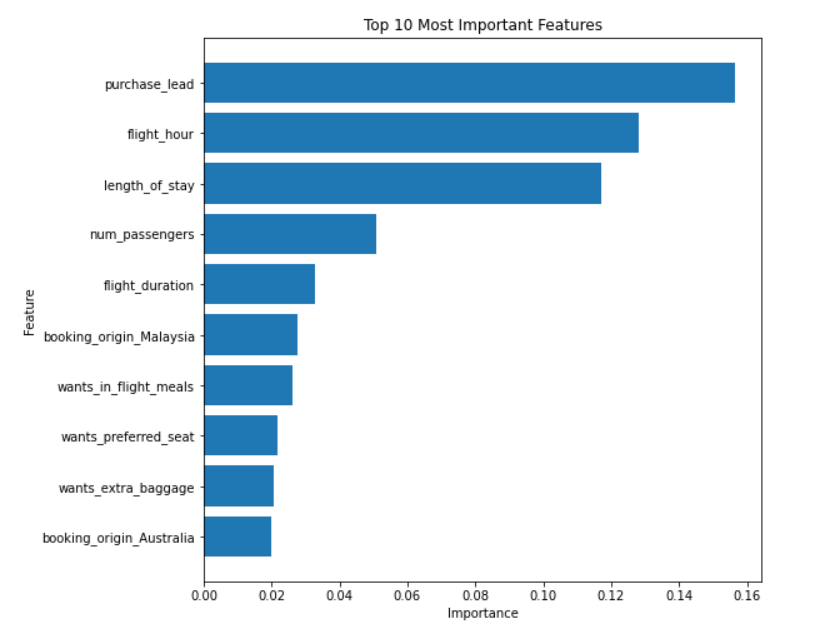 Top 10 Most Important Features
purchase_lead
flight_hour
length_of_stay
num_passengers
flight_duration
booking_origin_Malaysia
wants_in_flight_meals
wants_preferred_seat
wants_extra_baggage
booking_origin_Australia
Feature
0.00 0.02 0.04 0.06 0.08 0.10 0.12 0.14 0.16
Importance